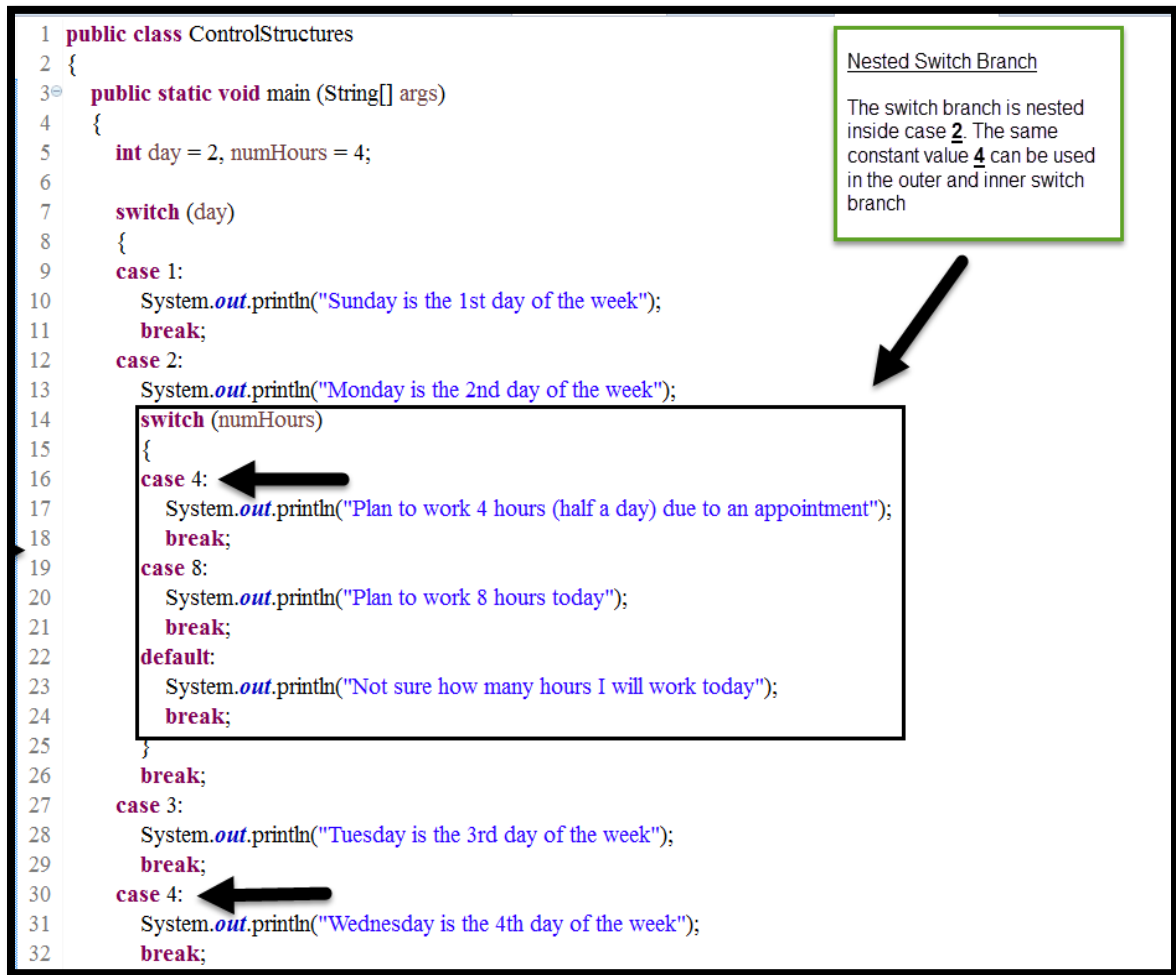 1 public class ControlStructures
2 {
3 public static void main (String[] args)
4 {
5 int day = 2, numHours = 4;
6
7 switch (day)
8 {
9 case 1:
10 System.out.println("Sunday is the 1st day of the week");
11 break;
12 case 2:
13 System.out.println("Monday is the 2nd day of the week");
14 switch (numHours)
15 {
16 case 4:
17 System.out.println("Plan to work 4 hours (half a day) due to an appointment");
18 break;
19 case 8:
20 System.out.println("Plan to work 8 hours today");
21 break;
22 default:
23 System.out.println("Not sure how many hours I will work today");
24 break;
25 }
26 break;
27 case 3:
28 System.out.println("Tuesday is the 3rd day of the week");
29 break;
30 case 4:
31 System.out.println("Wednesday is the 4th day of the week");
32 break;
Nested Switch Branch
The switch branch is nested
inside case 2. The same
constant value 4 can be used
in the outer and inner switch
branch